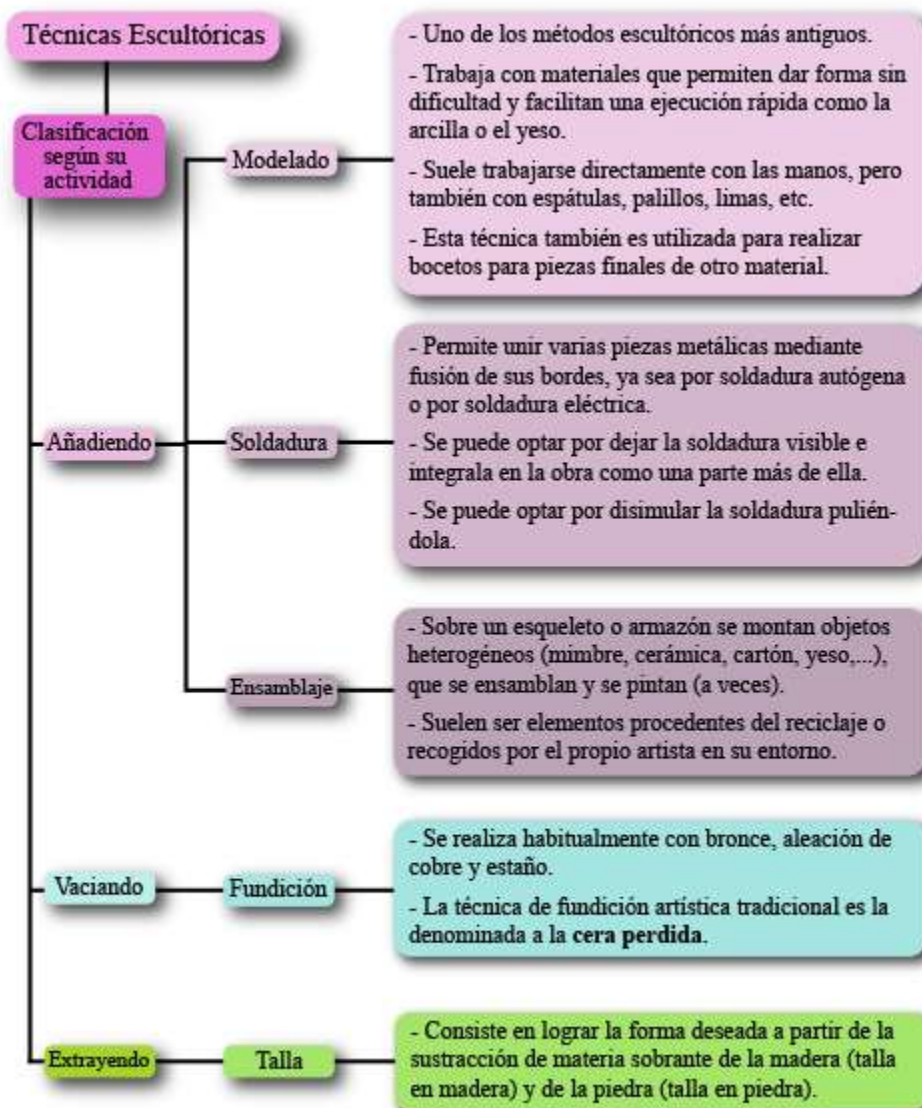 Técnicas Escultóricas
Clasificación
según su
actividad
Añadiendo
Modelado
- Uno de los métodos escultóricos más antiguos.
- Trabaja con materiales que permiten dar forma sin
dificultad y facilitan una ejecución rápida como la
arcilla o el yeso.
- Suele trabajarse directamente con las manos, pero
también con espátulas, palillos, limas, etc.
- Esta técnica también es utilizada para realizar
bocetos para piezas finales de otro material.
Soldadura
- Permite unir varias piezas metálicas mediante
fusión de sus bordes, ya sea por soldadura autógena
o por soldadura eléctrica.
- Se puede optar por dejar la soldadura visible e
integrala en la obra como una parte más de ella.
- Se puede optar por disimular la soldadura pulién-
dola.
Ensamblaje
- Sobre un esqueleto o armazón se montan objetos
heterogéneos (mimbre, cerámica, cartón, yeso,...),
que se ensamblan y se pintan (a veces).
- Suelen ser elementos procedentes del reciclaje o
recogidos por el propio artista en su entorno.
Vaciando
Fundición
- Se realiza habitualmente con bronce, aleación de
cobre y estaño.
- La técnica de fundición artística tradicional es la
denominada a la cera perdida.
Extrayendo
Talla
- Consiste en lograr la forma deseada a partir de la
sustracción de materia sobrante de la madera (talla
en madera) y de la piedra (talla en piedra).